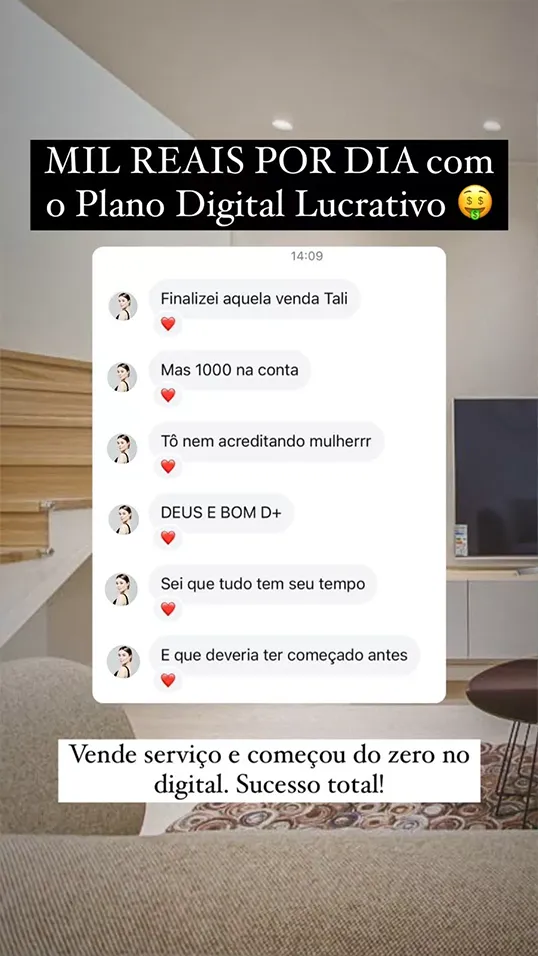 MIL REAIS POR DIA com
o Plano Digital Lucrativo 🤑
14:09
Finalizei aquela venda Tali
❤️
Mas 1000 na conta
❤️
Tô nem acreditando mulherrr
❤️
DEUS E BOM D+
❤️
Sei que tudo tem seu tempo
❤️
E que deveria ter começado antes
❤️
Vende serviço e começou do zero no
digital. Sucesso total!